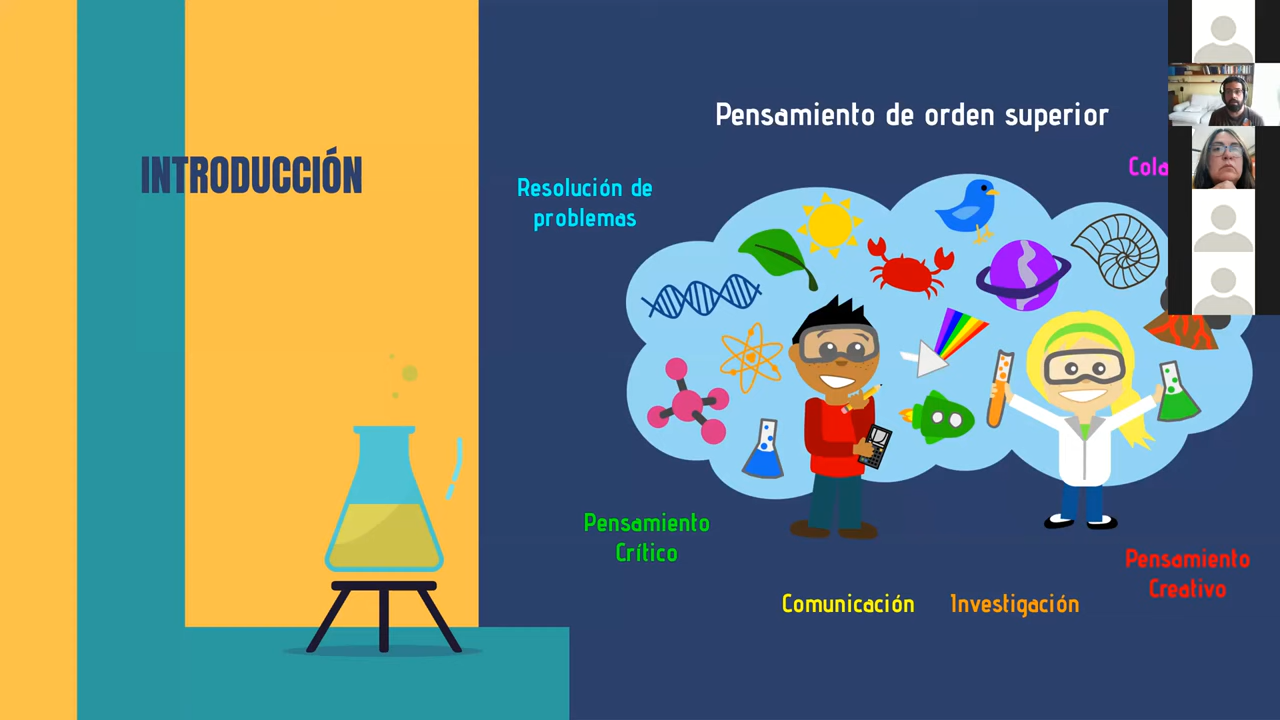 INTRODUCCIÓN
Pensamiento de orden superior
Resolución de
problemas
Pensamiento
Crítico
Comunicación
Investigación
Pensamiento
Creativo